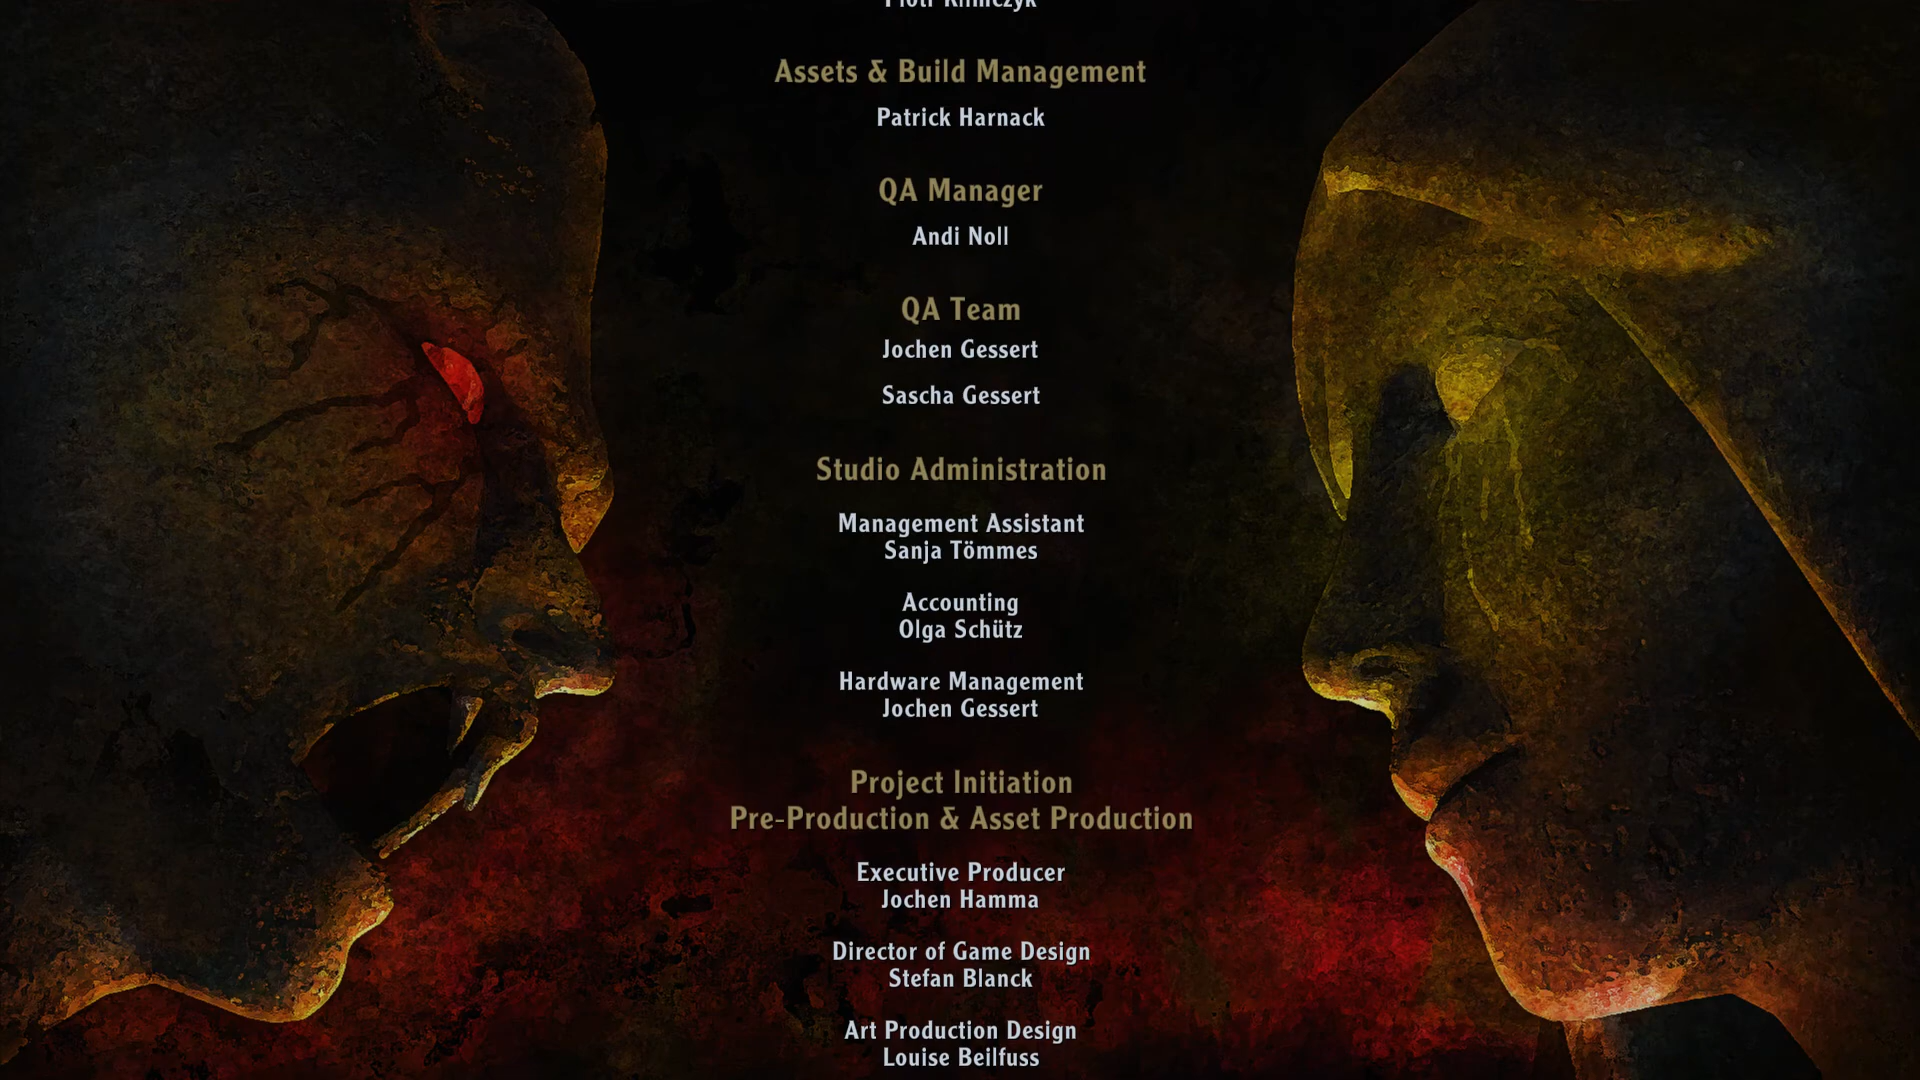 Piotr Klimczyk
Assets & Build Management
Patrick Harnack
QA Manager
Andi Noll
QA Team
Jochen Gessert
Sascha Gessert
Studio Administration
Management Assistant
Sanja Tömmes
Accounting
Olga Schütz
Hardware Management
Jochen Gessert
Project Initiation
Pre-Production & Asset Production
Executive Producer
Jochen Hamma
Director of Game Design
Stefan Blanck
Art Production Design
Louise Beilfuss